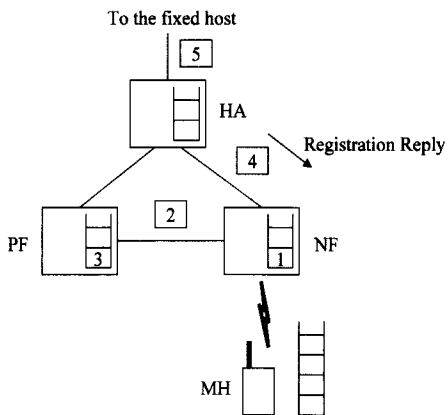 To the fixed host
5
HA
Registration Reply
4
2
PF
3
1
NF
MH